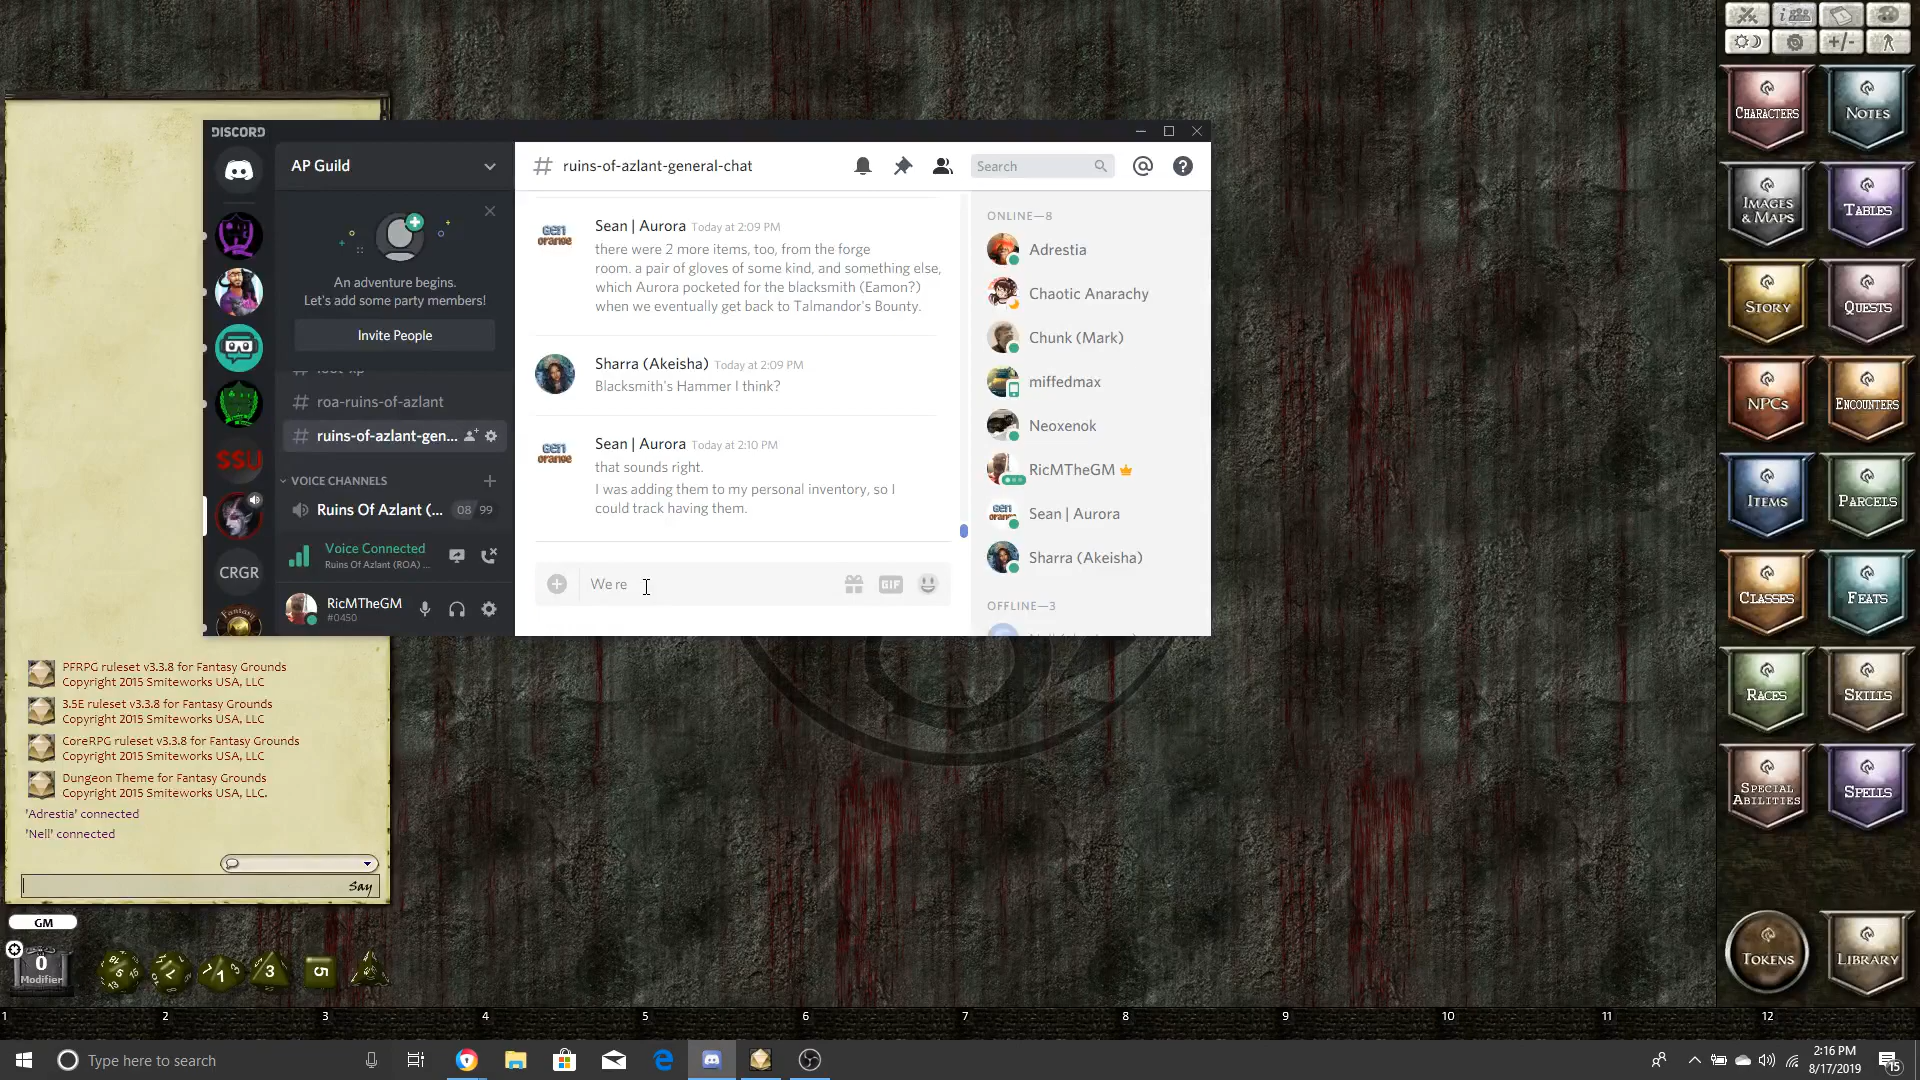 DISCORD
AP Guild
An adventure begins.
Let's add some party members!
Invite People
# roa-ruins-of-azlant
# ruins-of-azlant-gen...
VOICE CHANNELS
Ruins Of Azlant (... 08 99
Voice Connected
Ruins Of Azlant (ROA) ...
RicMTheGM
#0450
SSU
CRGR
# ruins-of-azlant-general-chat
Search
Sean | Aurora Today at 2:09 PM
there were 2 more items, too, from the forge
room. a pair of gloves of some kind, and something else,
which Aurora pocketed for the blacksmith (Eamon?)
when we eventually get back to Talmandor's Bounty.
Sharra (Akeisha) Today at 2:09 PM
Blacksmith's Hammer I think?
Sean | Aurora Today at 2:10 PM
that sounds right.
I was adding them to my personal inventory, so I
could track having them.
We re
GIF
ONLINE—8
Adrestia
Chaotic Anarachy
Chunk (Mark)
miffedmax
Neoxenok
RicMTheGM
Sean | Aurora
Sharra (Akeisha)
OFFLINE—3
PFRPG ruleset v3.3.8 for Fantasy Grounds
Copyright 2015 Smiteworks USA, LLC
3.5E ruleset v3.3.8 for Fantasy Grounds
Copyright 2015 Smiteworks USA, LLC
CoreRPG ruleset v3.3.8 for Fantasy Grounds
Copyright 2015 Smiteworks USA, LLC
Dungeon Theme for Fantasy Grounds
Copyright 2015 Smiteworks USA, LLC.
'Adrestia' connected
'Nell' connected
Say
GM
0
Modifier
+/-
CHARACTERS
NOTES
IMAGES & MAPS
TABLES
STORY
QUESTS
NPCs
ENCOUNTERS
ITEMS
PARCELS
CLASSES
FEATS
RACES
SKILLS
SPECIAL ABILITIES
SPELLS
TOKENS
LIBRARY
1 2 3 4 5 6 7 8 9 10 11 12
Type here to search
2:16 PM
8/17/2019
15